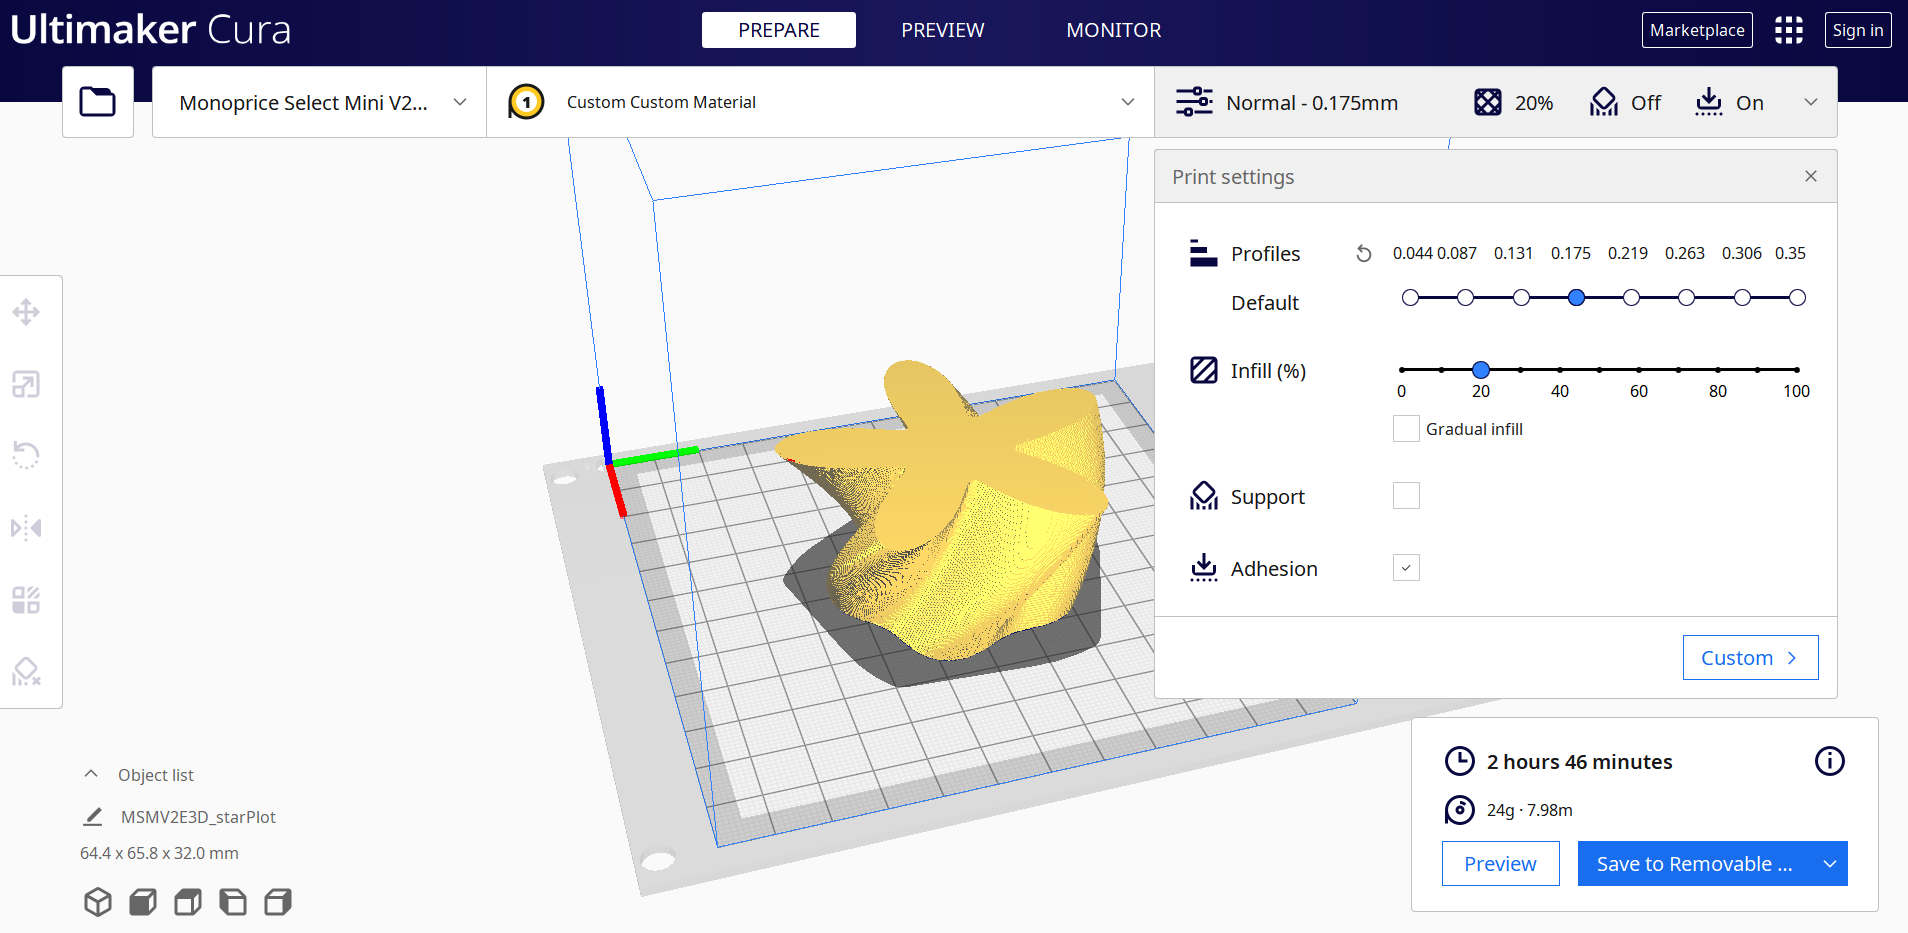 Ultimaker Cura
PREPARE
PREVIEW
MONITOR
Marketplace
Sign in
Monoprice Select Mini V2...
1
Custom Custom Material
Normal - 0.175mm
20%
Off
On
Print settings
Profiles
0.044 0.087 0.131 0.175 0.219 0.263 0.306 0.35
Default
Infill (%)
0 20 40 60 80 100
Gradual infill
Support
Adhesion
Custom
2 hours 46 minutes
24g · 7.98m
Preview
Save to Removable ...
Object list
MSMV2E3D_starPlot
64.4 x 65.8 x 32.0 mm